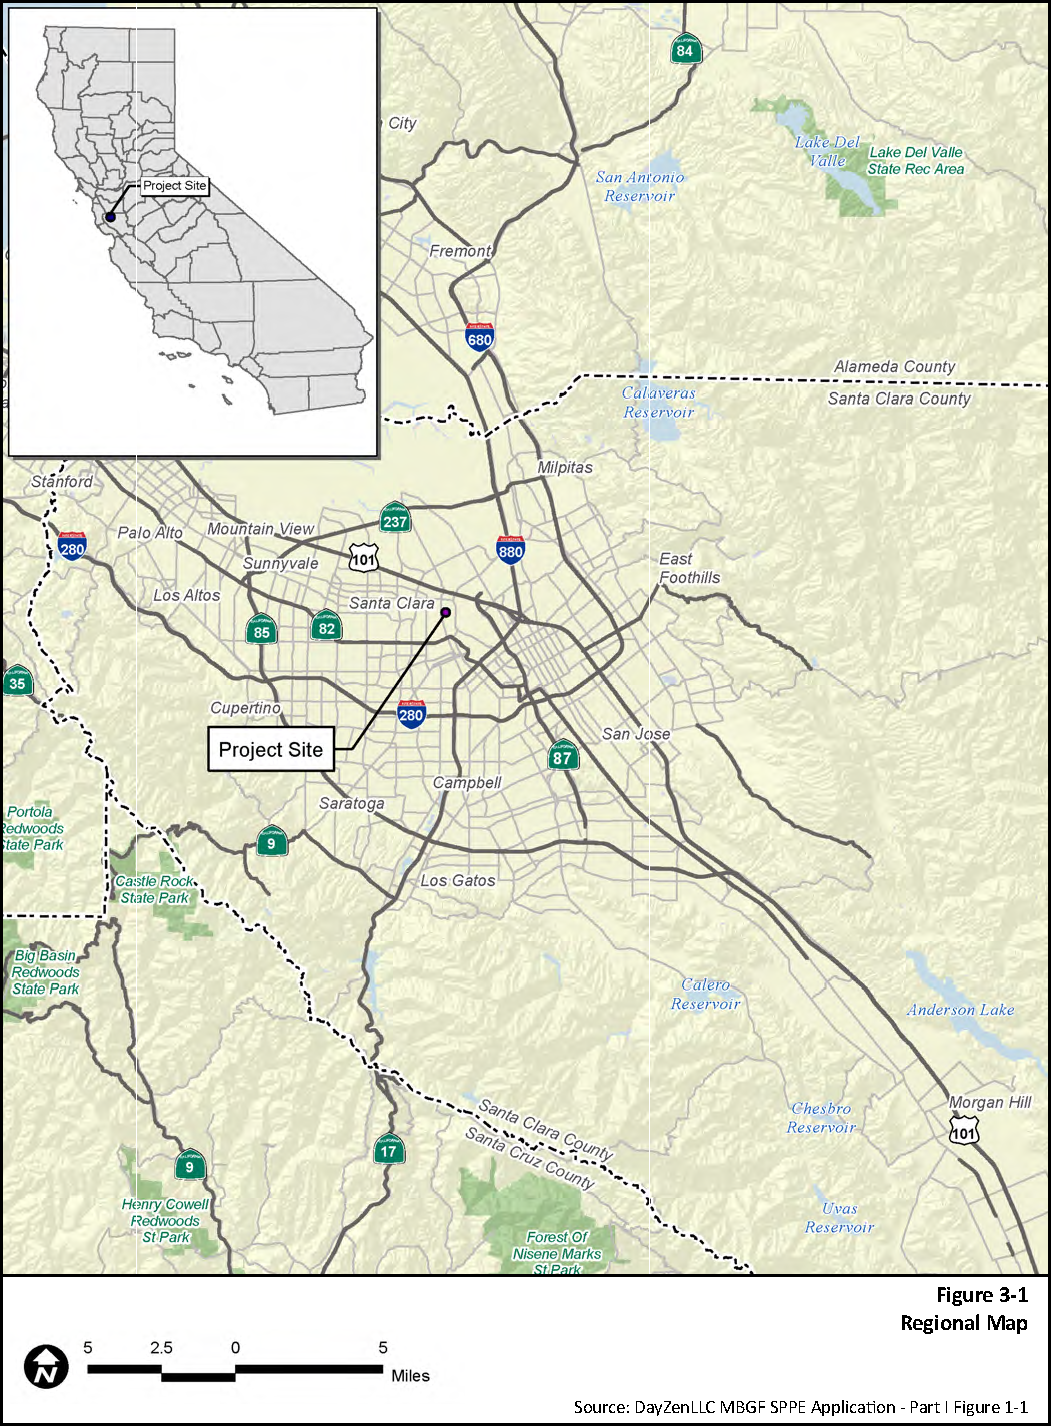 Project Site
84
City
Lake Del
Valle
Lake Del Valle
State Rec Area
San Antonio
Reservoir
Fremont
680
Alameda County
Santa Clara County
Calaveras
Reservoir
Milpitas
Stanford
237
Palo Alto
Mountain View
280
101
880
Sunnyvale
East
Foothills
Los Altos
Santa Clara
85
82
35
Cupertino
280
Project Site
San Jose
87
Campbell
Saratoga
Portola
Redwoods
State Park
9
Castle Rock
State Park
Los Gatos
Big Basin
Redwoods
State Park
Calero
Reservoir
Anderson Lake
Morgan Hill
101
Chesbro
Reservoir
Santa Clara County
Santa Cruz County
17
9
Henry Cowell
Redwoods
St Park
Uvas
Reservoir
Forest Of
Nisene Marks
St Park
Figure 3-1
Regional Map
N
5 2.5 0 5
Miles
Source: DayZenLLC MBGF SPPE Application - Part I Figure 1-1